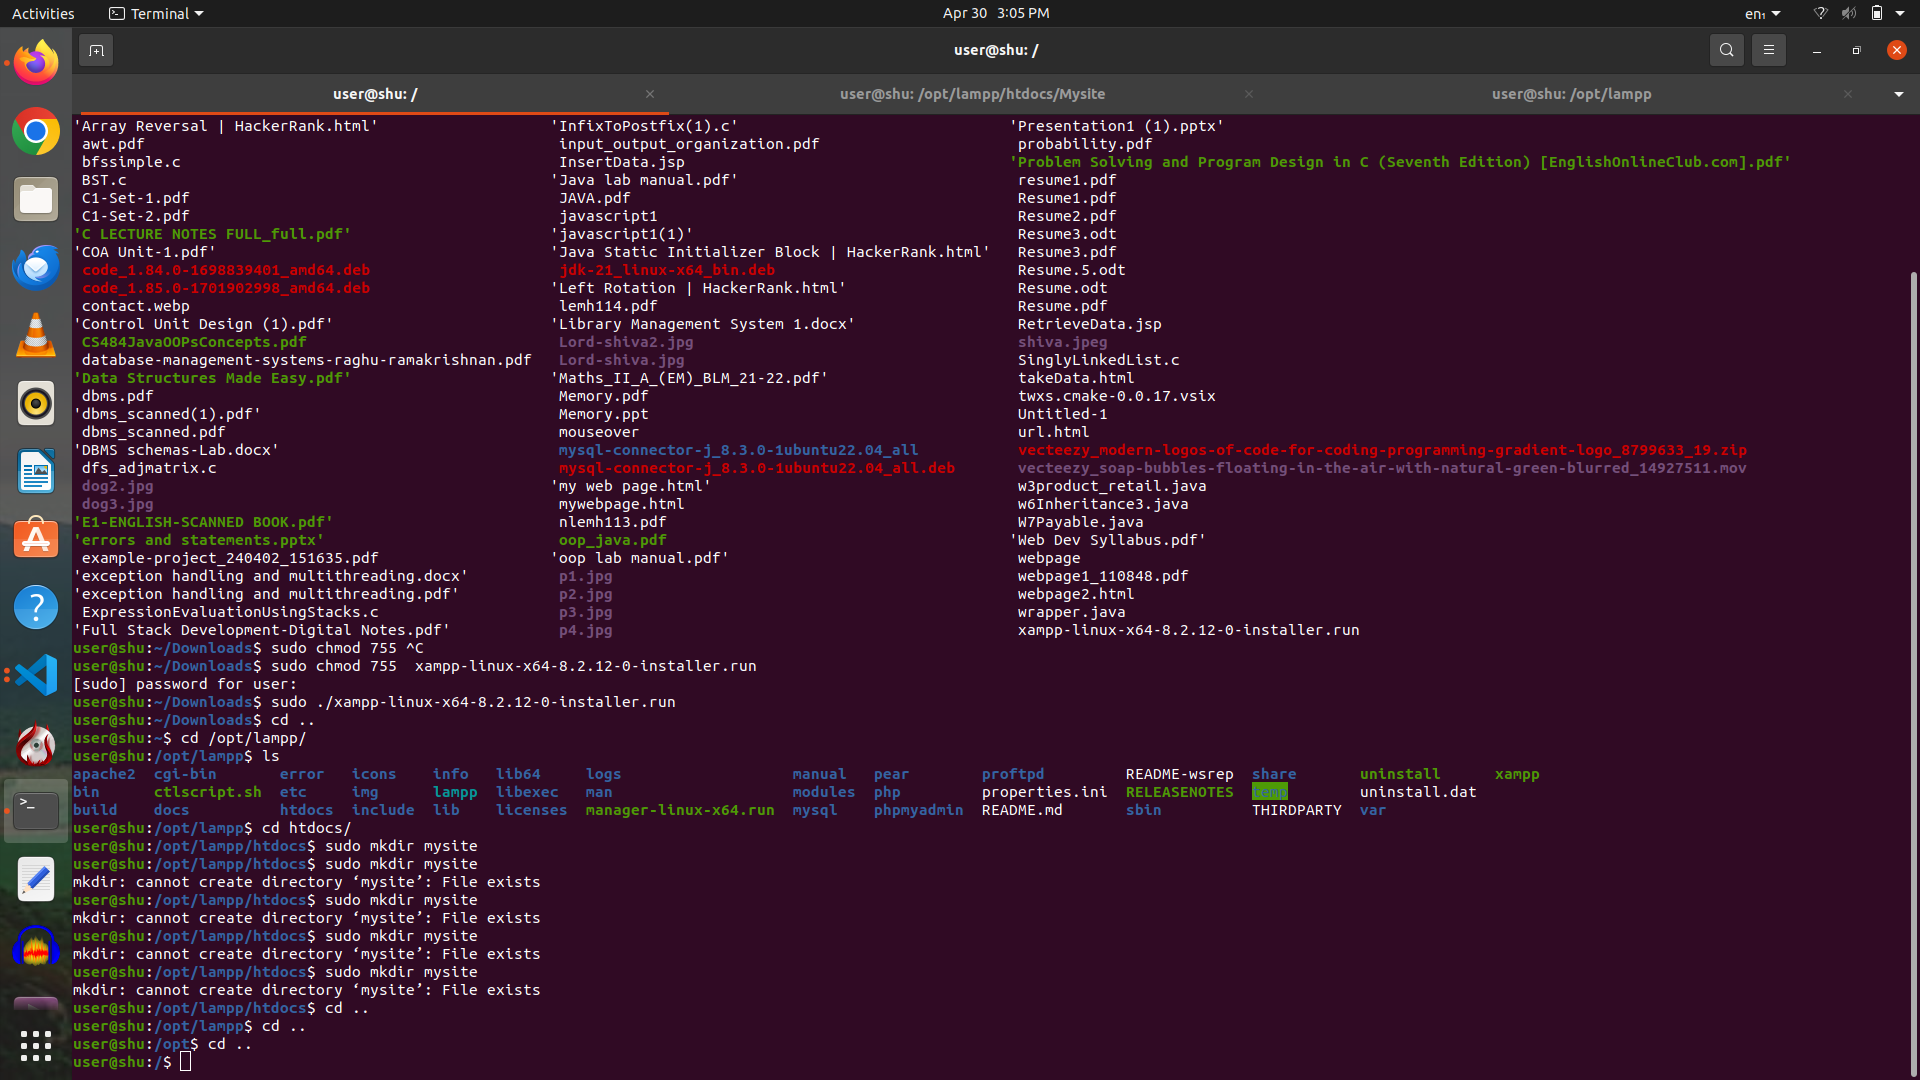 Activities Terminal Apr 30 3:05 PM en₁
user@shu: /
user@shu: / user@shu: /opt/lampp/htdocs/Mysite user@shu: /opt/lampp
'Array Reversal | HackerRank.html' 'InfixToPostfix(1).c' 'Presentation1 (1).pptx'
awt.pdf input_output_organization.pdf probability.pdf
bfssimple.c InsertData.jsp 'Problem Solving and Program Design in C (Seventh Edition) [EnglishOnlineClub.com].pdf'
BST.c 'Java lab manual.pdf' resume1.pdf
C1-Set-1.pdf JAVA.pdf Resume1.pdf
C1-Set-2.pdf javascript1 Resume2.pdf
'C LECTURE NOTES FULL_full.pdf' 'javascript1(1)' Resume3.odt
'COA Unit-1.pdf' 'Java Static Initializer Block | HackerRank.html' Resume3.pdf
code_1.84.0-1698839401_amd64.deb jdk-21_linux-x64_bin.deb Resume.5.odt
code_1.85.0-1701902998_amd64.deb 'Left Rotation | HackerRank.html' Resume.odt
contact.webp lemh114.pdf Resume.pdf
'Control Unit Design (1).pdf' 'Library Management System 1.docx' RetrieveData.jsp
CS484JavaOOPsConcepts.pdf Lord-shiva2.jpg shiva.jpeg
database-management-systems-raghu-ramakrishnan.pdf Lord-shiva.jpg SinglyLinkedList.c
'Data Structures Made Easy.pdf' 'Maths_II_A_(EM)_BLM_21-22.pdf' takeData.html
dbms.pdf Memory.pdf twxs.cmake-0.0.17.vsix
'dbms_scanned(1).pdf' Memory.ppt Untitled-1
dbms_scanned.pdf mouseover url.html
'DBMS schemas-Lab.docx' mysql-connector-j_8.3.0-1ubuntu22.04_all vecteezy_modern-logos-of-code-for-coding-programming-gradient-logo_8799633_19.zip
dfs_adjmatrix.c mysql-connector-j_8.3.0-1ubuntu22.04_all.deb vecteezy_soap-bubbles-floating-in-the-air-with-natural-green-blurred_14927511.mov
dog2.jpg 'my web page.html' w3product_retail.java
dog3.jpg mywebpage.html w6Inheritance3.java
'E1-ENGLISH-SCANNED BOOK.pdf' nlemh113.pdf W7Payable.java
'errors and statements.pptx' oop_java.pdf 'Web Dev Syllabus.pdf'
example-project_240402_151635.pdf 'oop lab manual.pdf' webpage
'exception handling and multithreading.docx' p1.jpg webpage1_110848.pdf
'exception handling and multithreading.pdf' p2.jpg webpage2.html
ExpressionEvaluationUsingStacks.c p3.jpg wrapper.java
'Full Stack Development-Digital Notes.pdf' p4.jpg xampp-linux-x64-8.2.12-0-installer.run
user@shu:~/Downloads$ sudo chmod 755 ^C
user@shu:~/Downloads$ sudo chmod 755  xampp-linux-x64-8.2.12-0-installer.run
[sudo] password for user:
user@shu:~/Downloads$ sudo ./xampp-linux-x64-8.2.12-0-installer.run
user@shu:~/Downloads$ cd ..
user@shu:~$ cd /opt/lampp/
user@shu:/opt/lampp$ ls
apache2 cgi-bin error icons info lib64 logs manual pear proftpd README-wsrep share uninstall xampp
bin ctlscript.sh etc img lampp libexec man modules php properties.ini RELEASENOTES temp uninstall.dat
build docs htdocs include lib licenses manager-linux-x64.run mysql phpmyadmin README.md sbin THIRDPARTY var
user@shu:/opt/lampp$ cd htdocs/
user@shu:/opt/lampp/htdocs$ sudo mkdir mysite
user@shu:/opt/lampp/htdocs$ sudo mkdir mysite
mkdir: cannot create directory ‘mysite’: File exists
user@shu:/opt/lampp/htdocs$ sudo mkdir mysite
mkdir: cannot create directory ‘mysite’: File exists
user@shu:/opt/lampp/htdocs$ sudo mkdir mysite
mkdir: cannot create directory ‘mysite’: File exists
user@shu:/opt/lampp/htdocs$ sudo mkdir mysite
mkdir: cannot create directory ‘mysite’: File exists
user@shu:/opt/lampp/htdocs$ cd ..
user@shu:/opt/lampp$ cd ..
user@shu:/opt$ cd ..
user@shu:/$